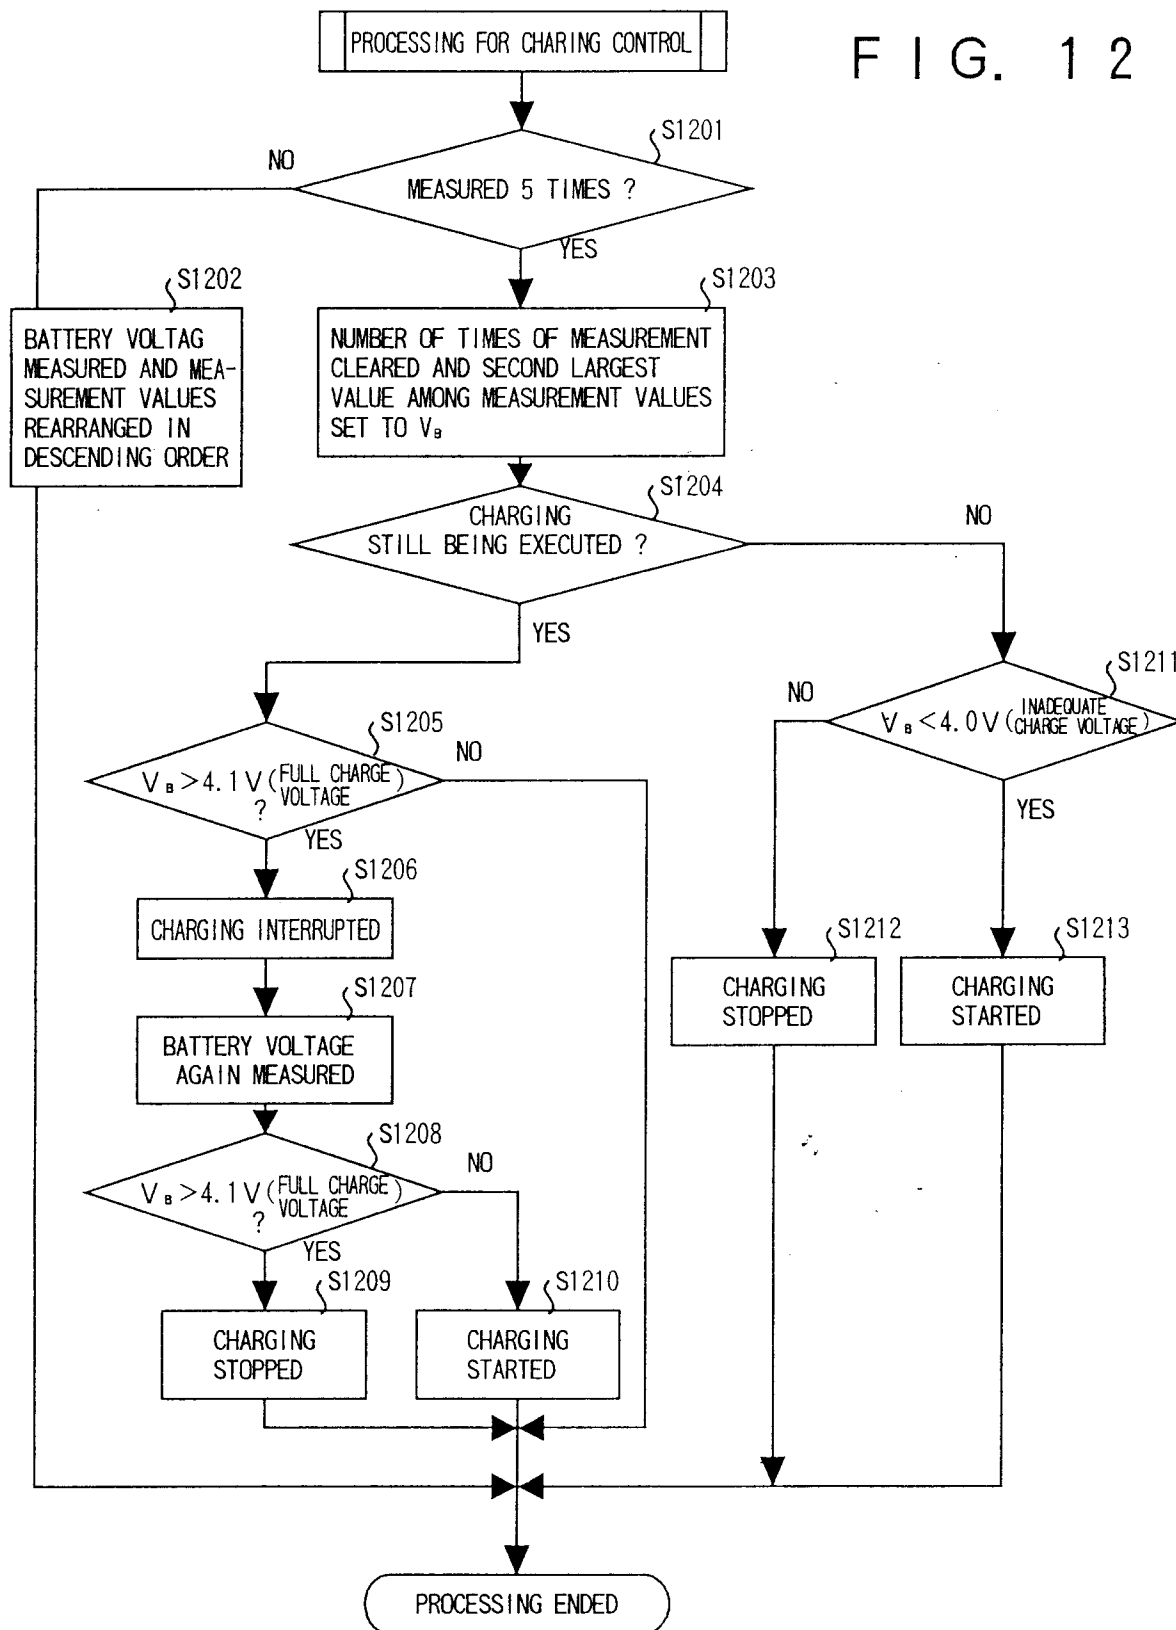 PROCESSING FOR CHARING CONTROL
FIG. 12
S1201
NO
MEASURED 5 TIMES ?
YES
S1202
BATTERY VOLTAG
MEASURED AND MEA-
SUREMENT VALUES
REARRANGED IN
DESCENDING ORDER
S1203
NUMBER OF TIMES OF MEASUREMENT
CLEARED AND SECOND LARGEST
VALUE AMONG MEASUREMENT VALUES
SET TO VB
S1204
CHARGING
STILL BEING EXECUTED ?
NO
YES
S1205
VB>4.1V(FULL CHARGE
VOLTAGE)
?
NO
YES
S1206
CHARGING INTERRUPTED
S1207
BATTERY VOLTAGE
AGAIN MEASURED
S1208
VB>4.1V(FULL CHARGE
VOLTAGE)
?
NO
YES
S1209
CHARGING
STOPPED
S1210
CHARGING
STARTED
S1211
VB<4.0V(INADEQUATE
CHARGE VOLTAGE)
NO
YES
S1212
CHARGING
STOPPED
S1213
CHARGING
STARTED
PROCESSING ENDED